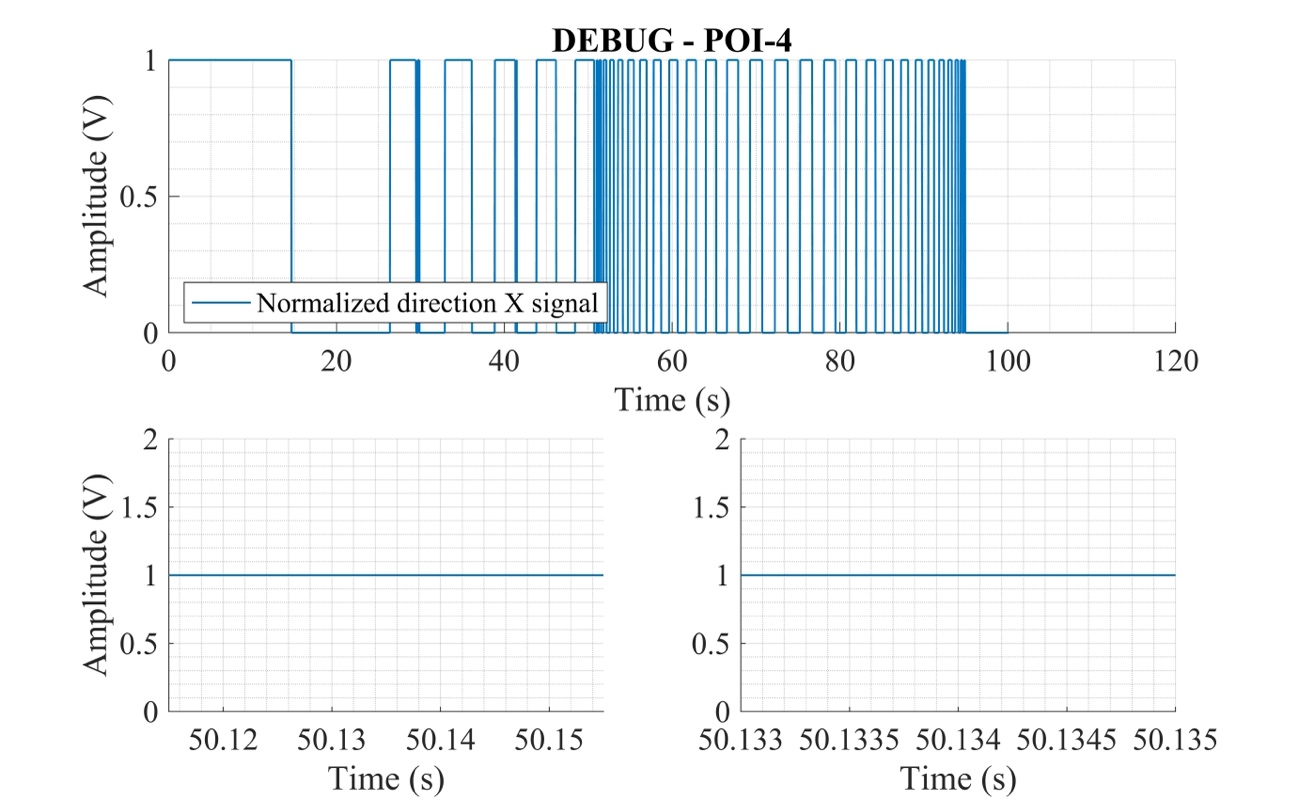 DEBUG - POI-4
Amplitude (V)
1
0.5
0
Normalized direction X signal
0 20 40 60 80 100 120
Time (s)
Amplitude (V)
2
1.5
1
0.5
0
50.12 50.13 50.14 50.15
Time (s)
2
1.5
1
0.5
0
50.133 50.1335 50.134 50.1345 50.135
Time (s)